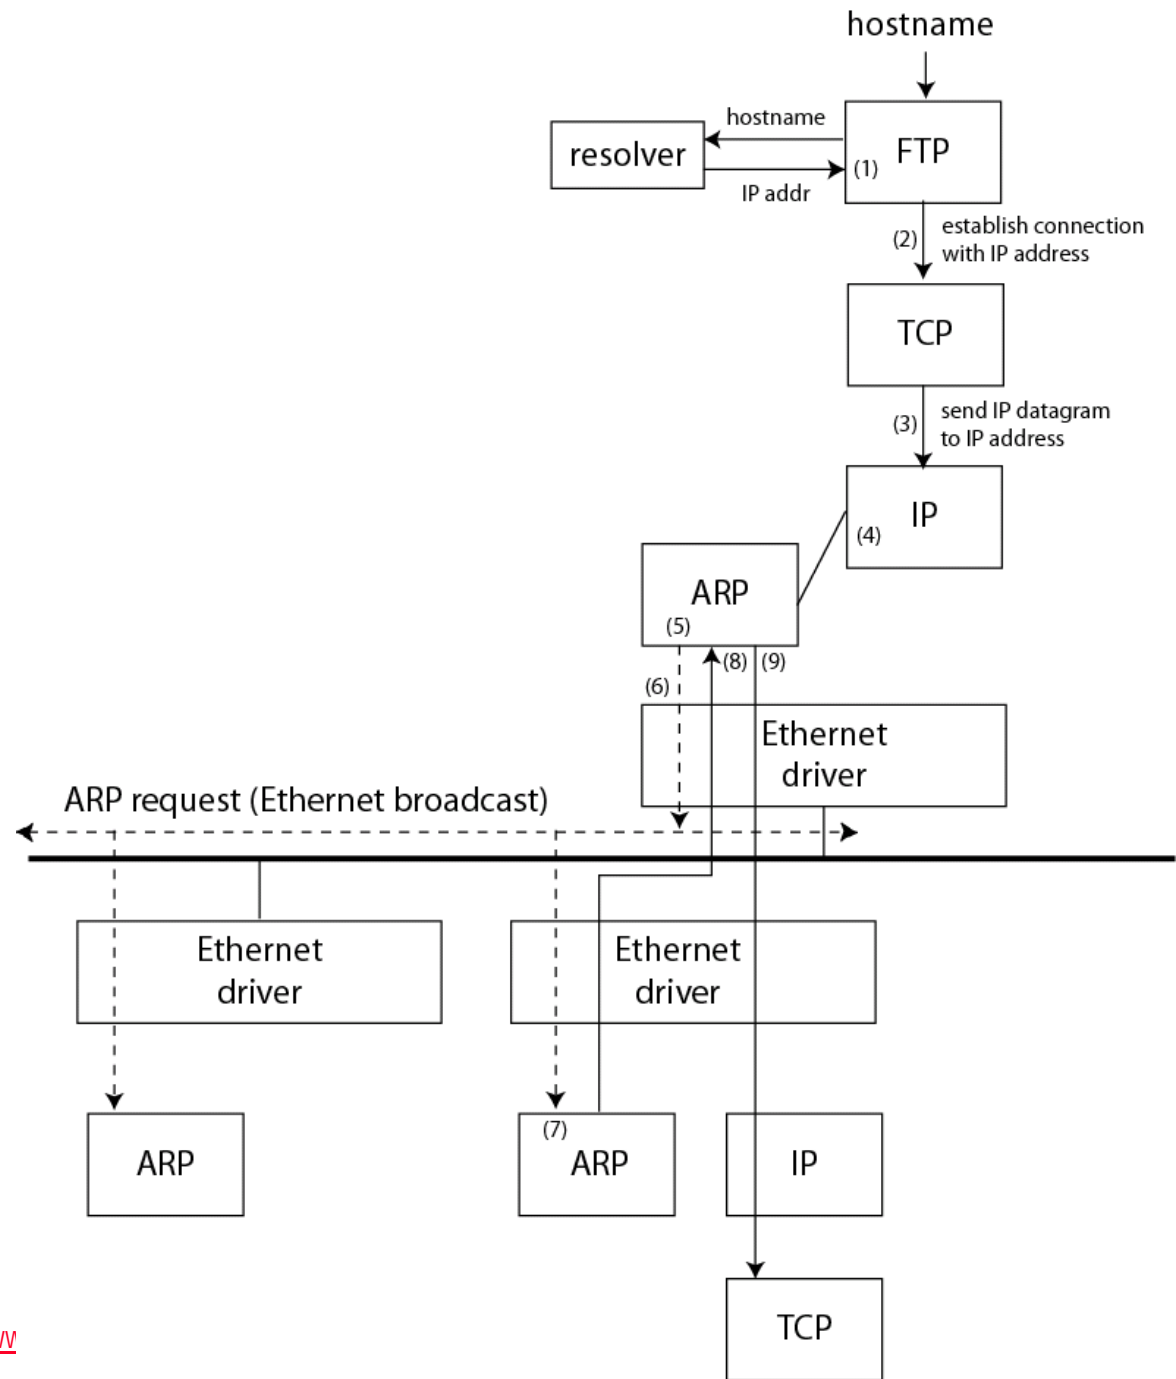 hostname
hostname
resolver
FTP
(1)
IP addr
(2)
establish connection
with IP address
TCP
(3)
send IP datagram
to IP address
IP
(4)
ARP
(5)
(8)
(9)
(6)
Ethernet
driver
ARP request (Ethernet broadcast)
Ethernet
driver
Ethernet
driver
(7)
ARP
ARP
IP
TCP